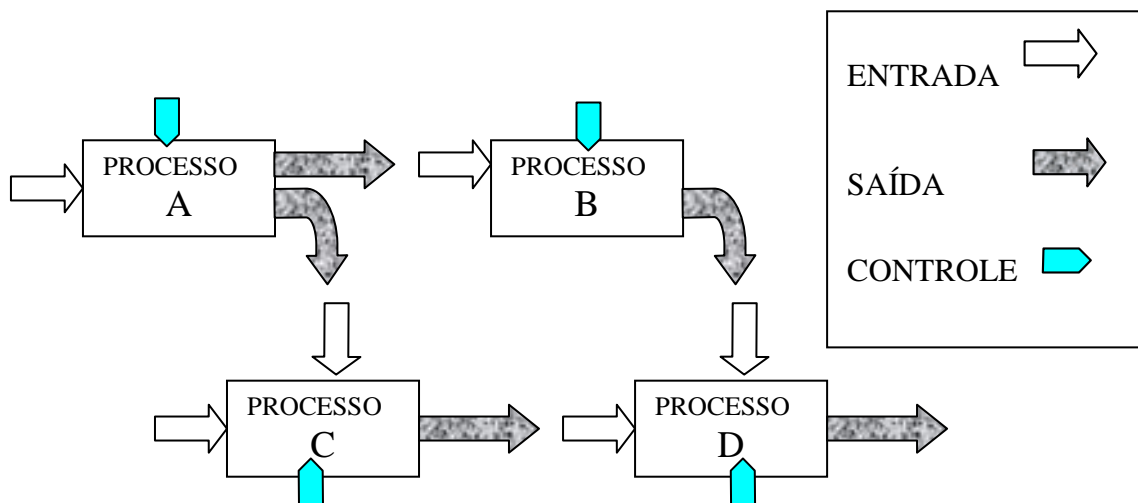 PROCESSO
A
PROCESSO
B
PROCESSO
C
PROCESSO
D
ENTRADA
SAÍDA
CONTROLE